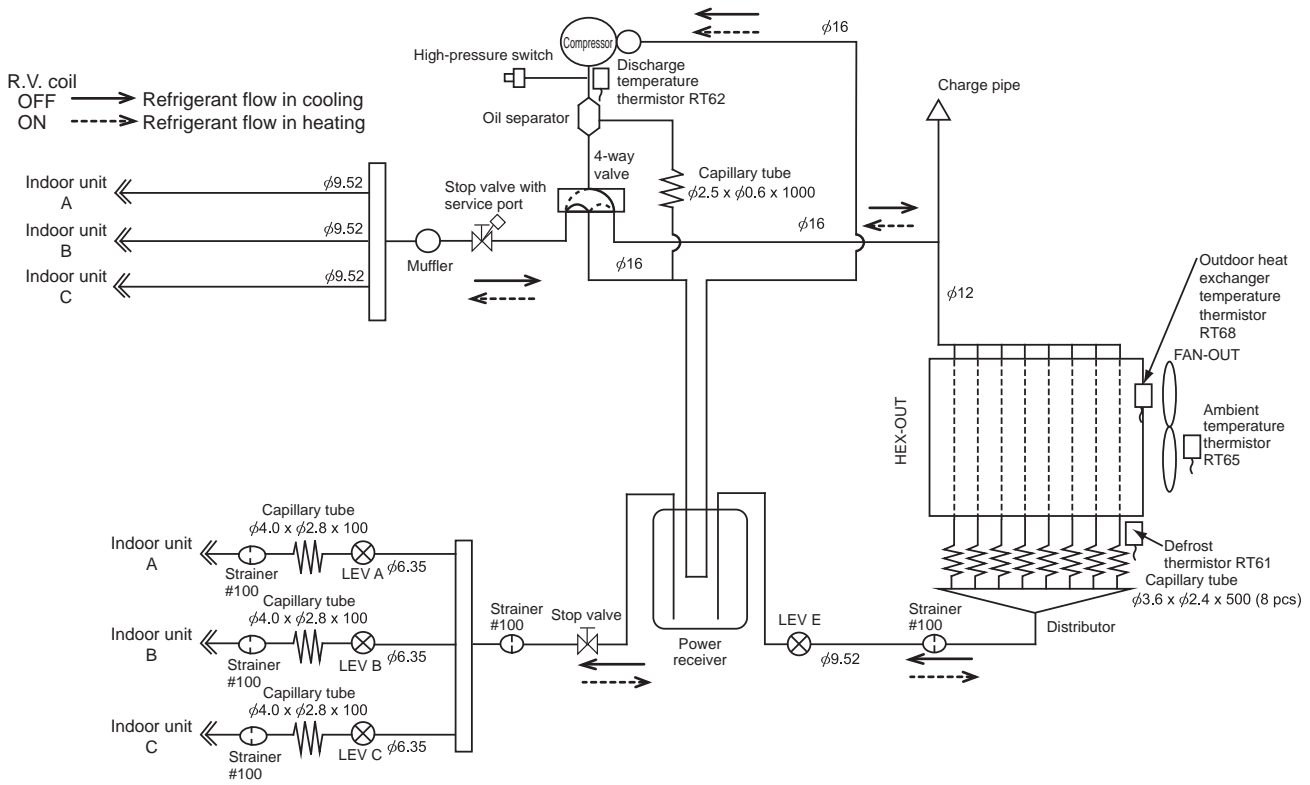 R.V. coil
OFF
Refrigerant flow in cooling
ON
Refrigerant flow in heating
Compressor
High-pressure switch
Discharge
temperature
thermistor RT62
Oil separator
4-way
valve
Capillary tube
ϕ2.5 x ϕ0.6 x 1000
ϕ16
Charge pipe
Indoor unit
A
ϕ9.52
Indoor unit
B
ϕ9.52
Indoor unit
C
ϕ9.52
Muffler
Stop valve with
service port
ϕ16
ϕ16
ϕ12
Outdoor heat
exchanger
temperature
thermistor
RT68
FAN-OUT
HEX-OUT
Ambient
temperature
thermistor
RT65
Defrost
thermistor RT61
Capillary tube
ϕ3.6 x ϕ2.4 x 500 (8 pcs)
Distributor
Strainer
#100
LEV E
ϕ9.52
Power
receiver
Stop valve
Strainer
#100
Capillary tube
ϕ4.0 x ϕ2.8 x 100
Indoor unit
A
Strainer
#100
LEV A
ϕ6.35
Capillary tube
ϕ4.0 x ϕ2.8 x 100
Indoor unit
B
Strainer
#100
LEV B
ϕ6.35
Capillary tube
ϕ4.0 x ϕ2.8 x 100
Indoor unit
C
Strainer
#100
LEV C
ϕ6.35